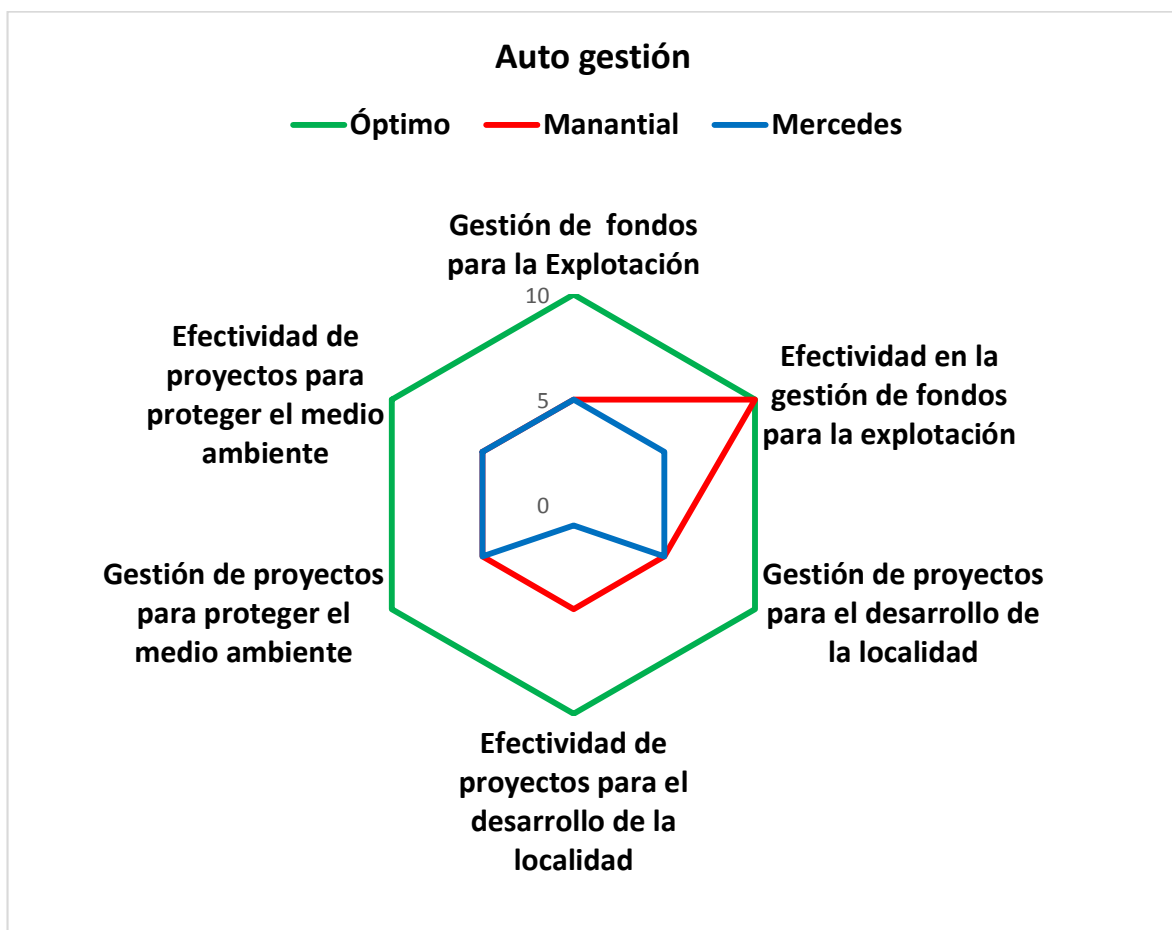 Auto gestión
Óptimo Manantial Mercedes
Gestión de fondos
para la Explotación
10
5
0
Efectividad en la
gestión de fondos
para la explotación
Gestión de proyectos
para el desarrollo de
la localidad
Efectividad de
proyectos para el
desarrollo de la
localidad
Gestión de proyectos
para proteger el
medio ambiente
Efectividad de
proyectos para
proteger el medio
ambiente